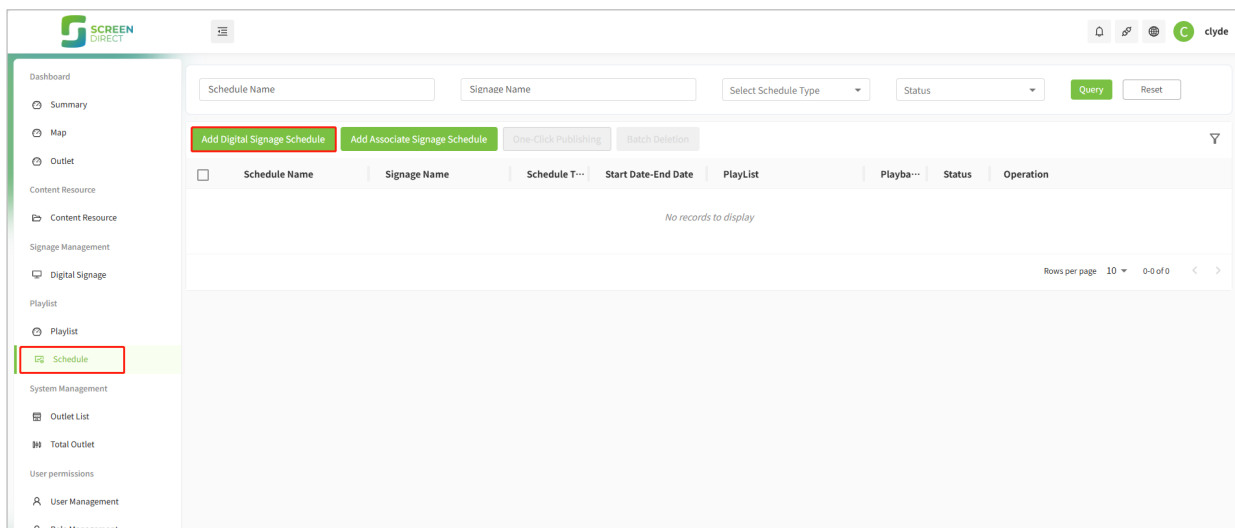 SCREEN
DIRECT
C clyde
Dashboard
Summary
Map
Outlet
Content Resource
Content Resource
Signage Management
Digital Signage
Playlist
Playlist
Schedule
System Management
Outlet List
Total Outlet
User permissions
User Management
Schedule Name Signage Name Select Schedule Type Status Query Reset
Add Digital Signage Schedule Add Associate Signage Schedule One-Click Publishing Batch Deletion
Schedule Name Signage Name Schedule T··· Start Date-End Date PlayList Playba··· Status Operation
No records to display
Rows per page 10 0-0 of 0